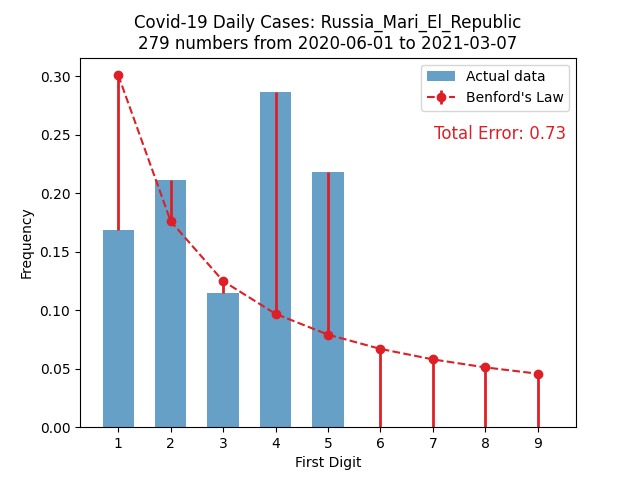 Covid-19 Daily Cases: Russia_Mari_El_Republic
279 numbers from 2020-06-01 to 2021-03-07
Actual data
Benford's Law
Total Error: 0.73
0.30
0.25
0.20
0.15
0.10
0.05
0.00
Frequency
1 2 3 4 5 6 7 8 9
First Digit